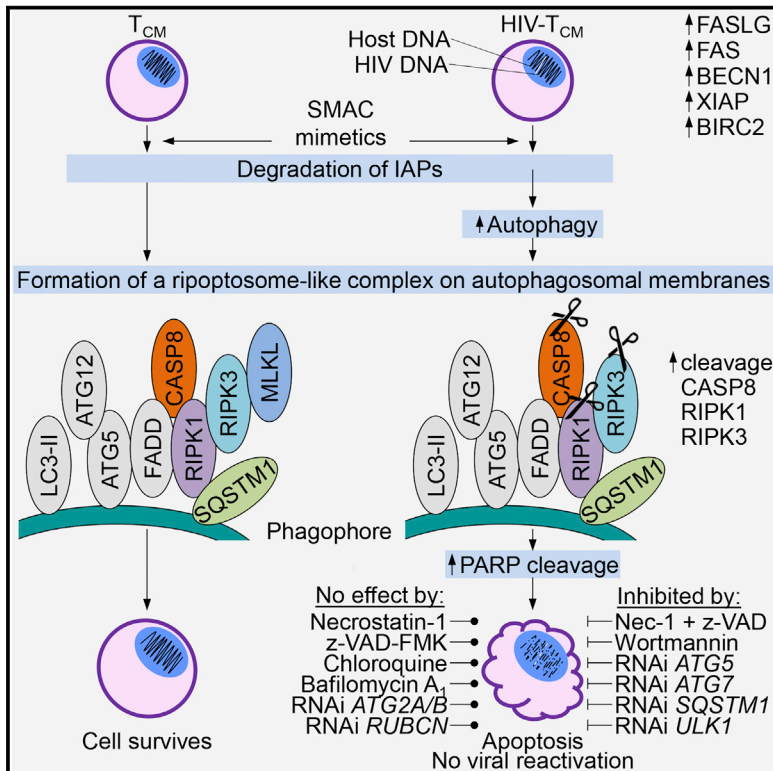 TCM
HIV-TCM
Host DNA
HIV DNA
↑FASLG
↑FAS
↑BECN1
↑XIAP
↑BIRC2
SMAC
mimetics
Degradation of IAPs
↑Autophagy
Formation of a ripoptosome-like complex on autophagosomal membranes
LC3-II
ATG12
ATG5
FADD
CASP8
RIPK1
RIPK3
MLKL
SQSTM1
LC3-II
ATG12
ATG5
FADD
CASP8
RIPK1
RIPK3
SQSTM1
↑cleavage
CASP8
RIPK1
RIPK3
Phagophore
↑PARP cleavage
No effect by:
Necrostatin-1
z-VAD-FMK
Chloroquine
Bafilomycin A1
RNAi ATG2A/B
RNAi RUBCN
Inhibited by:
Nec-1 + z-VAD
Wortmannin
RNAi ATG5
RNAi ATG7
RNAi SQSTM1
RNAi ULK1
Cell survives
Apoptosis
No viral reactivation